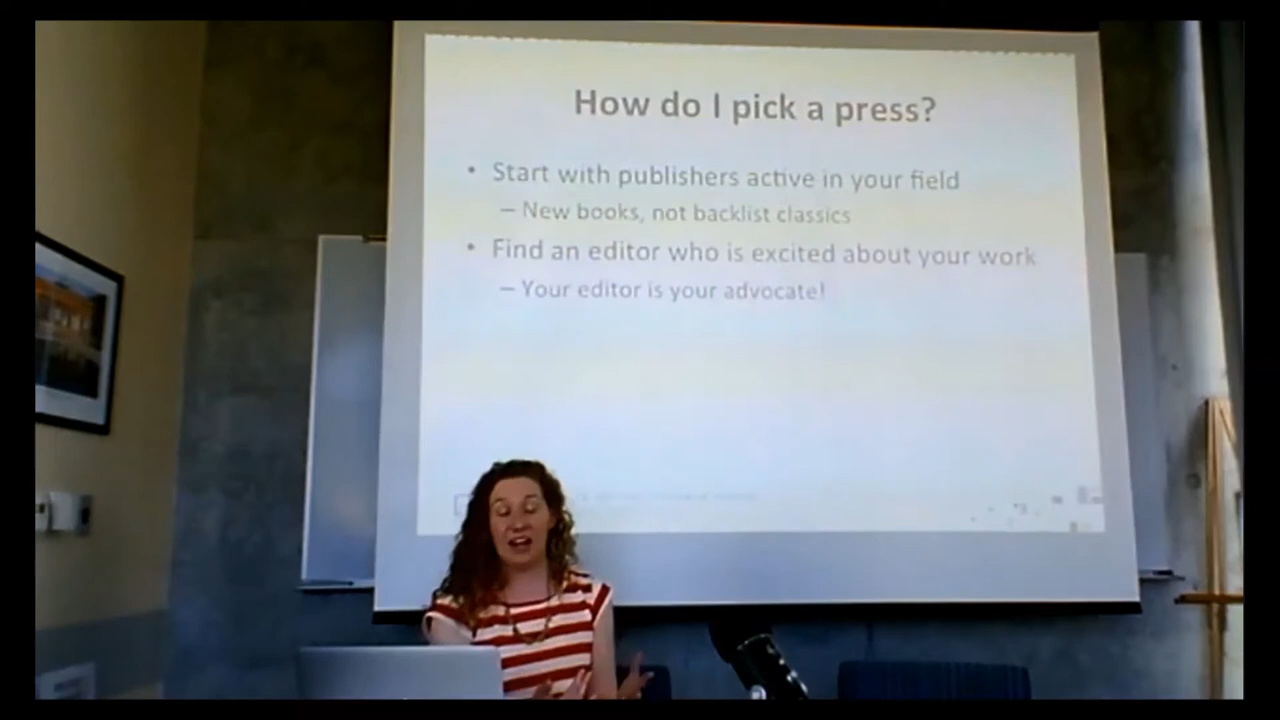 How do I pick a press?
• Start with publishers active in your field
– New books, not backlist classics
• Find an editor who is excited about your work
– Your editor is your advocate!